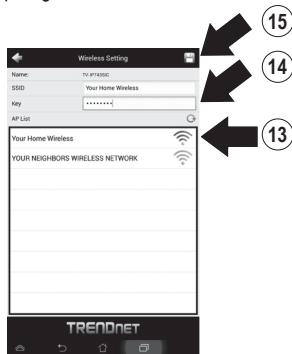 15
Wireless Setting
14
Name: TV-IP743SIC
SSID Your Home Wireless
Key ••••••••
AP List
13
Your Home Wireless
YOUR NEIGHBORS WIRELESS NETWORK
TRENDnet